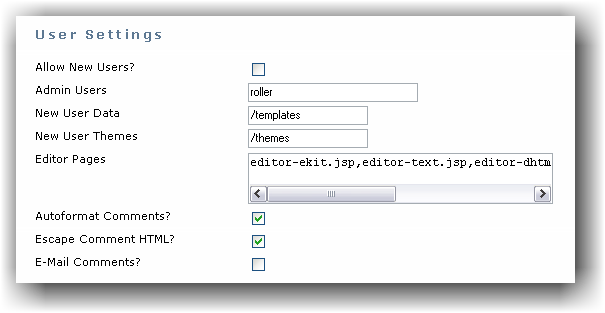 User Settings
Allow New Users?
Admin Users roller
New User Data /templates
New User Themes /themes
Editor Pages editor-ekit.jsp,editor-text.jsp,editor-dhtm
Autoformat Comments?
Escape Comment HTML?
E-Mail Comments?